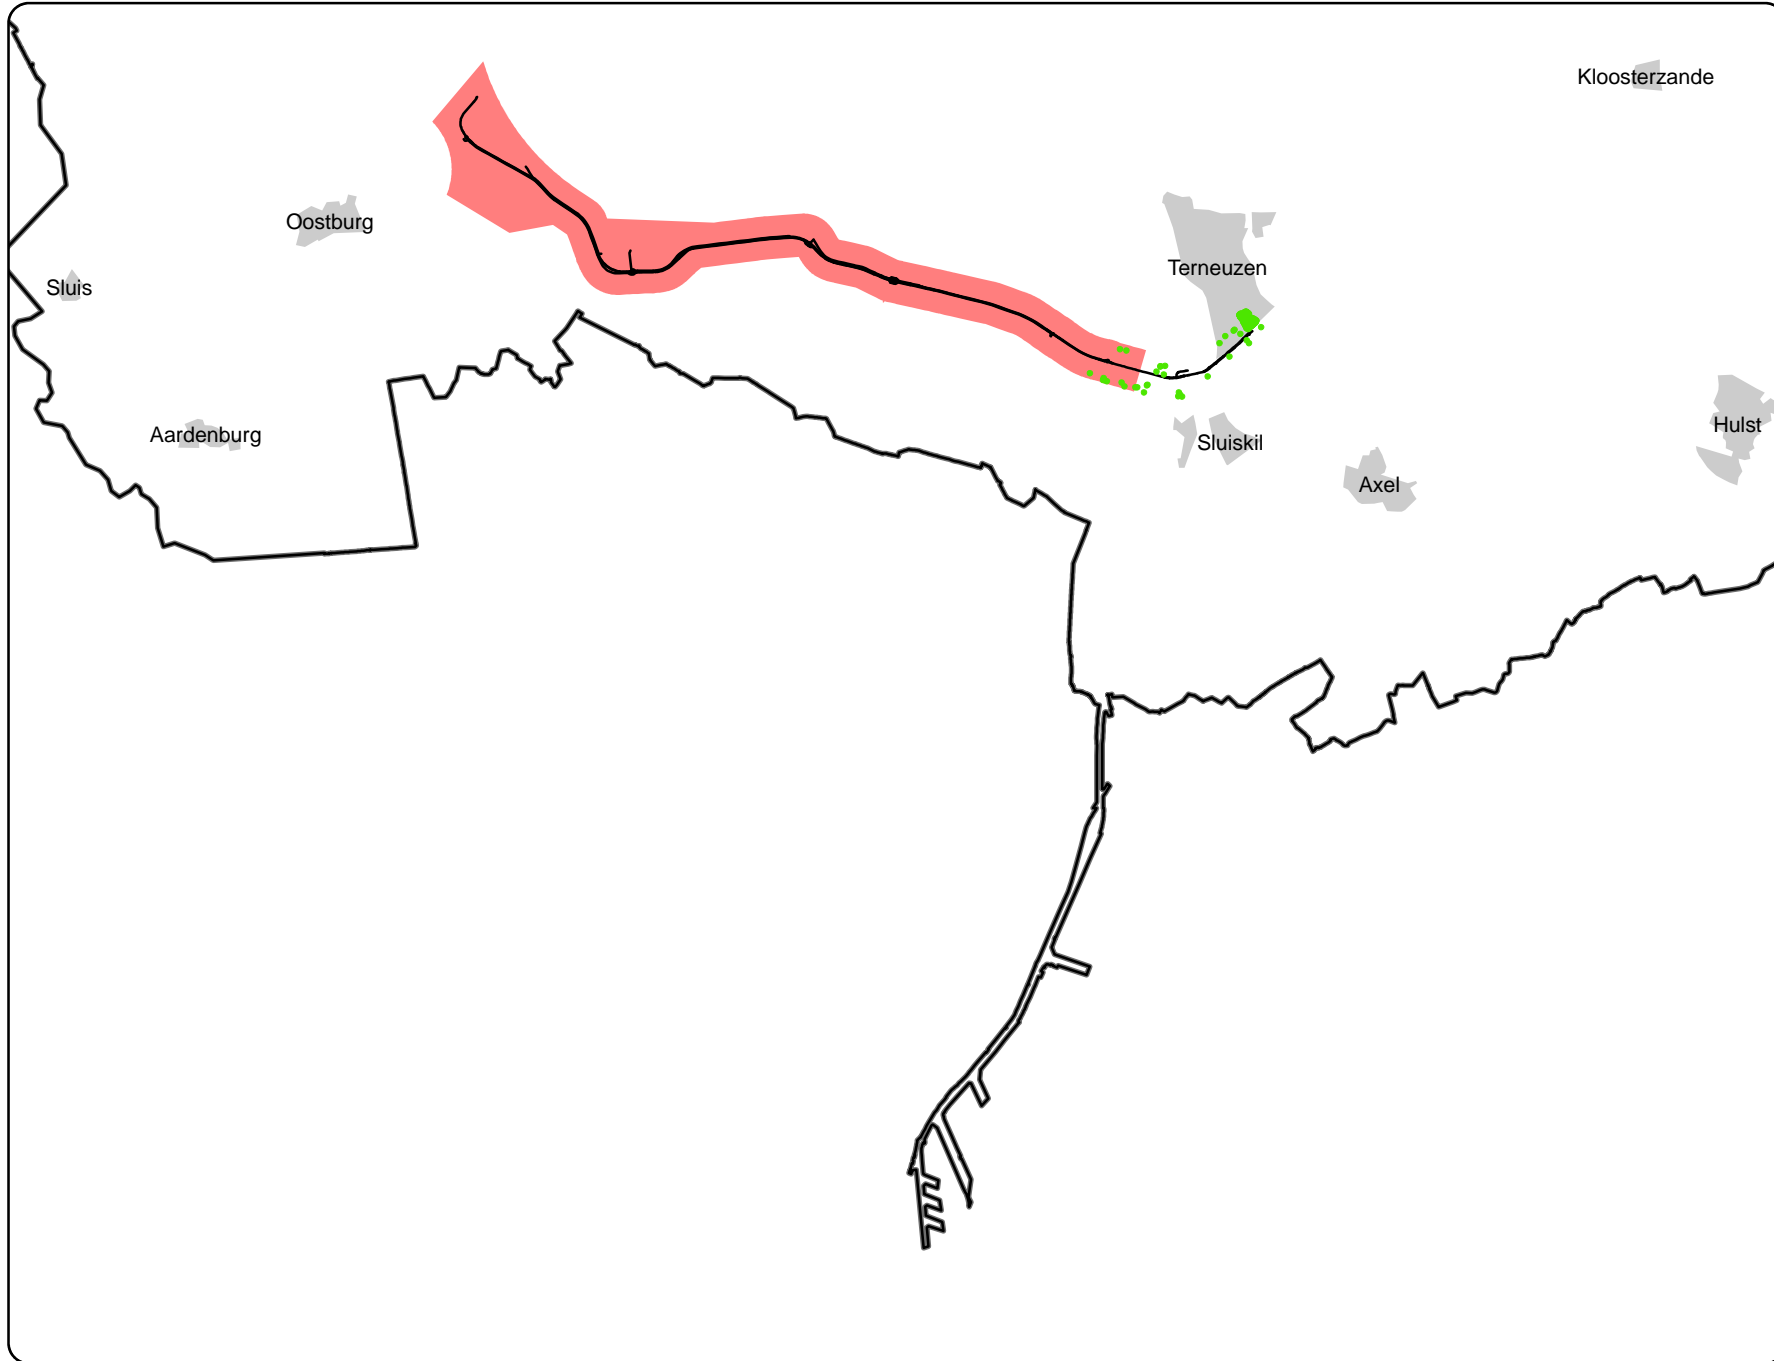 Kloosterzande
Oostburg
Terneuzen
Sluis
Aardenburg
Hulst
Sluiskil
Axel